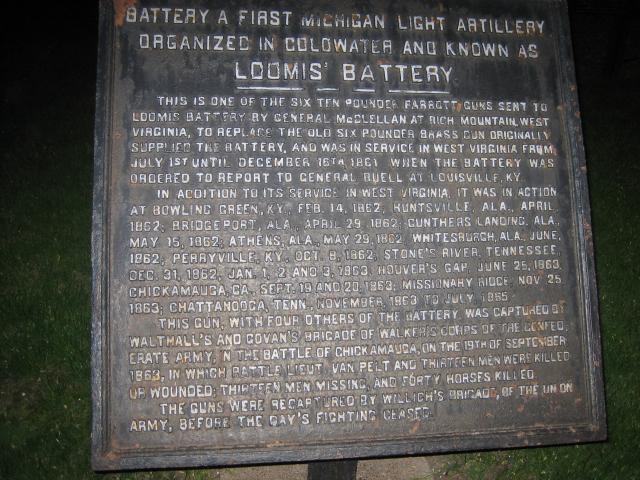 BATTERY A FIRST MICHIGAN LIGHT ARTILLERY
ORGANIZED IN COLDWATER AND KNOWN AS
LOOMIS' BATTERY
THIS IS ONE OF THE SIX TEN POUNDER PARROTT GUNS SENT TO
LOOMIS BATTERY BY GENERAL McCLELLAN AT RICH MOUNTAIN, WEST
VIRGINIA, TO REPLACE THE OLD SIX POUNDER BRASS GUN ORIGINALLY
SUPPLIED THE BATTERY, AND WAS IN SERVICE IN WEST VIRGINIA FROM
JULY 1ST UNTIL DECEMBER 16TH, 1861, WHEN THE BATTERY WAS
ORDERED TO REPORT TO GENERAL BUELL AT LOUISVILLE, KY.
IN ADDITION TO ITS SERVICE IN WEST VIRGINIA, IT WAS IN ACTION
AT BOWLING GREEN, KY., FEB. 14, 1862, HUNTSVILLE, ALA., APRIL
1862; BRIDGEPORT, ALA., APRIL 29, 1862; GUNTHERS LANDING, ALA.,
MAY 15, 1862; ATHENS, ALA., MAY 29, 1862, WHITESBURGH, ALA., JUNE,
1862; PERRYVILLE, KY., OCT. 8, 1862; STONE'S RIVER, TENNESSEE,
DEC. 31, 1862, JAN. 1, 2 AND 3, 1863, HOOVER'S GAP, JUNE 25, 1863,
CHICKAMAUGA, GA., SEPT. 19 AND 20, 1863; MISSIONARY RIDGE, NOV. 25,
1863; CHATTANOOGA, TENN., NOVEMBER, 1863 TO JULY, 1865.
THIS GUN, WITH FOUR OTHERS OF THE BATTERY, WAS CAPTURED BY
WALTHALL'S AND GOVAN'S BRIGADE OF WALKER'S CORPS OF THE CONFED-
ERATE ARMY, IN THE BATTLE OF CHICKAMAUGA, ON THE 19TH OF SEPTEMBER
1863, IN WHICH BATTLE LIEUT. VAN PELT AND THIRTEEN MEN WERE KILLED
OR WOUNDED; THIRTEEN MEN MISSING, AND FORTY HORSES KILLED.
THE GUNS WERE RECAPTURED BY WILLICH'S BRIGADE, OF THE UNION
ARMY, BEFORE THE DAY'S FIGHTING CEASED.